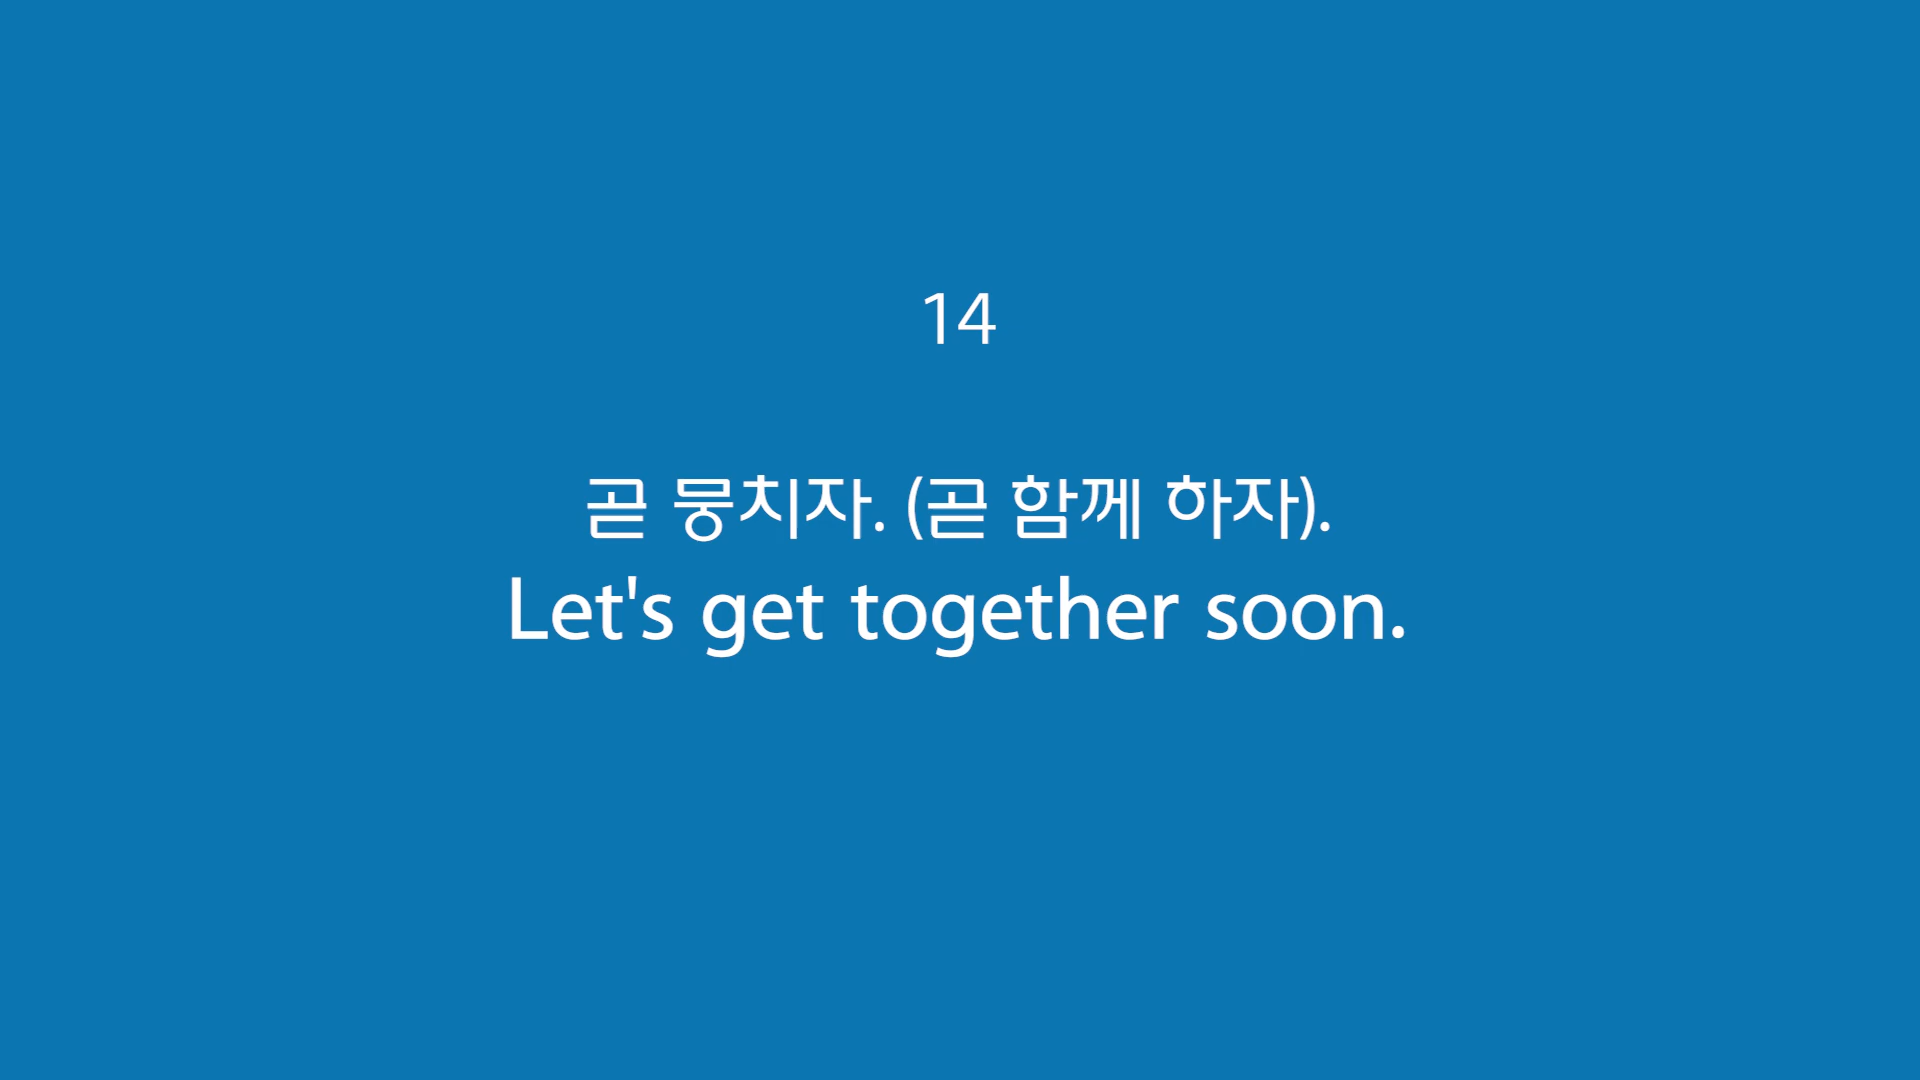 14
곧 뭉치자. (곧 함께 하자).
Let's get together soon.